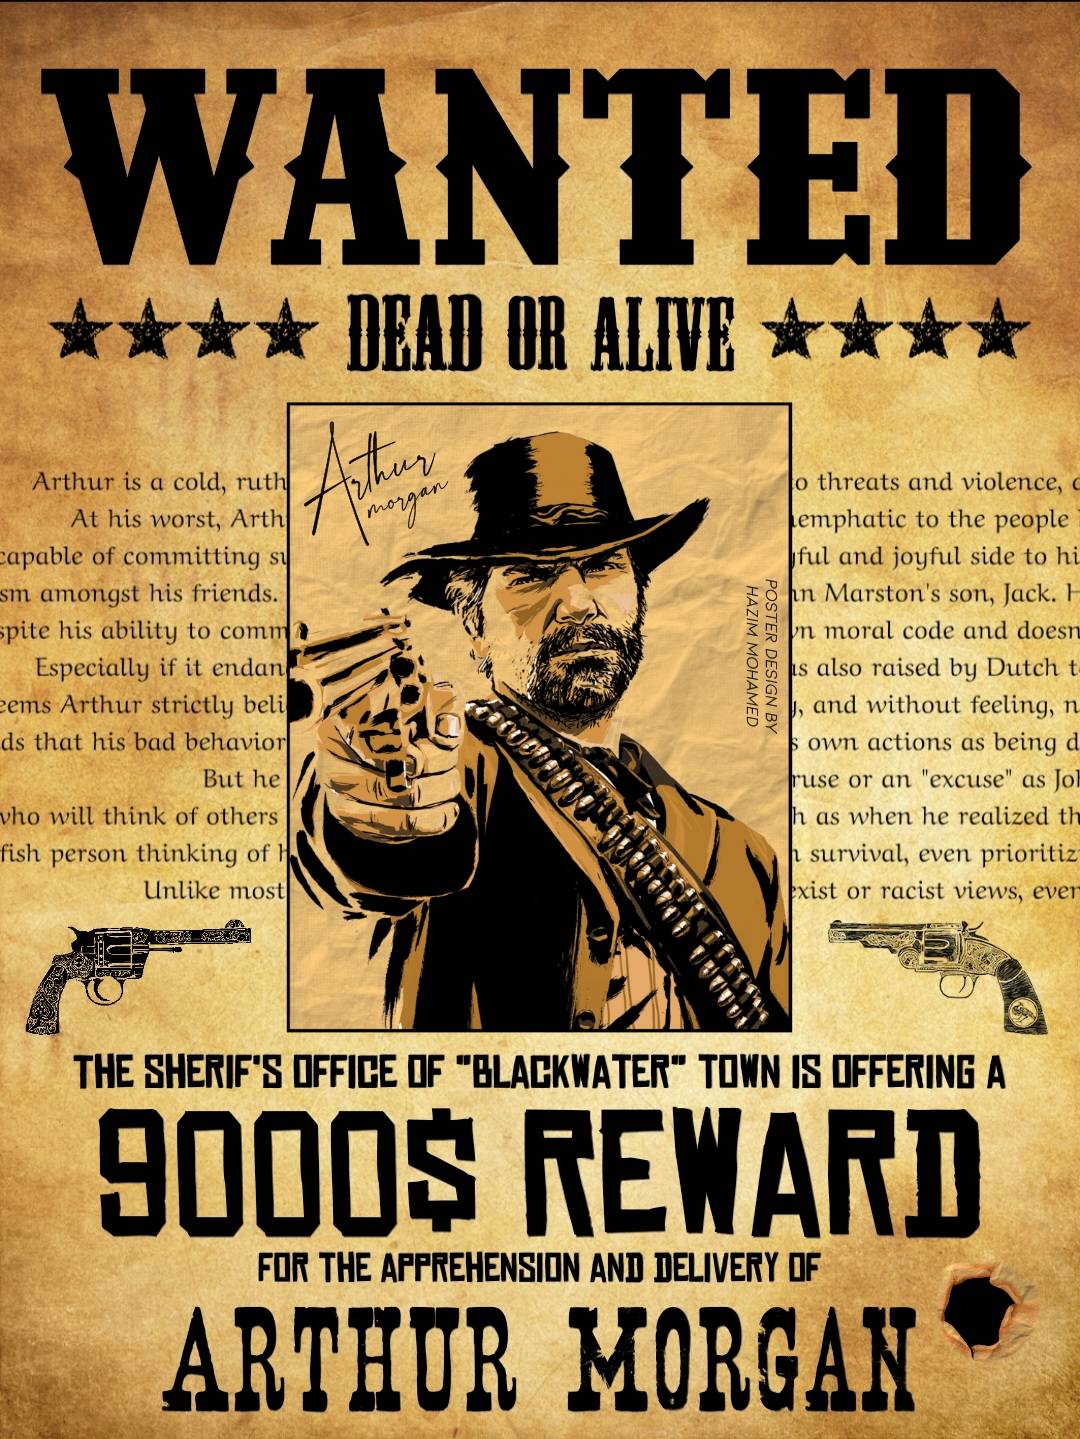 WANTED
DEAD OR ALIVE
Arthur
morgan
Arthur is a cold, ruth
o threats and violence,
At his worst, Arth
emphatic to the people
capable of committing su
ful and joyful side to hi
sm amongst his friends.
n Marston's son, Jack. H
spite his ability to comm
n moral code and doesn
Especially if it endan
s also raised by Dutch t
eems Arthur strictly beli
, and without feeling, n
ds that his bad behavior
s own actions as being d
But he
ruse or an "excuse" as Joh
who will think of others
h as when he realized th
fish person thinking of h
n survival, even prioritiz
Unlike most
exist or racist views, even
POSTER DESIGN BY
HAZIM MOHAMED
THE SHERIF'S OFFICE OF "BLACKWATER" TOWN IS OFFERING A
9000$ REWARD
FOR THE APPREHENSION AND DELIVERY OF
ARTHUR MORGAN